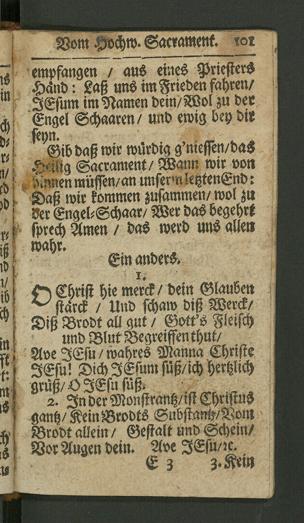 Vom Hochw. Sacrament. 101
empfangen / aus eines Priesters
Händ: Laß uns im Frieden fahren/
JEsum im Namen dein/ Wol zu der
Engel Schaaren / und ewig bey dir
seyn.
Gib daß wir würdig g'niessen/das
Heilig Sacrament/ Wann wir von
hinnen müssen/an unserm letzten End:
Daß wir kommen zusammen/ wol zu
der Engel-Schaar/ Wer das begehrt
sprech Amen / das werd uns allen
wahr.
Ein anders.
1.
O Christ hie merck/ dein Glauben
stärck / Und schaw diß Werck/
Diß Brodt all gut / Gott's Fleisch
und Blut Begreiffen thut/
Ave JEsu/ wahres Manna Christe
JEsu! Dich JEsum süß/ich hertzlich
grüß/ O JEsu süß.
2. In der Monstrantz/ist Christus
gantz/ Kein Brodts Substantz/Vom
Brodt allein / Gestalt und Schein/
Vor Augen dein. Ave JEsu/ꝛc.
E 3 3. Kein